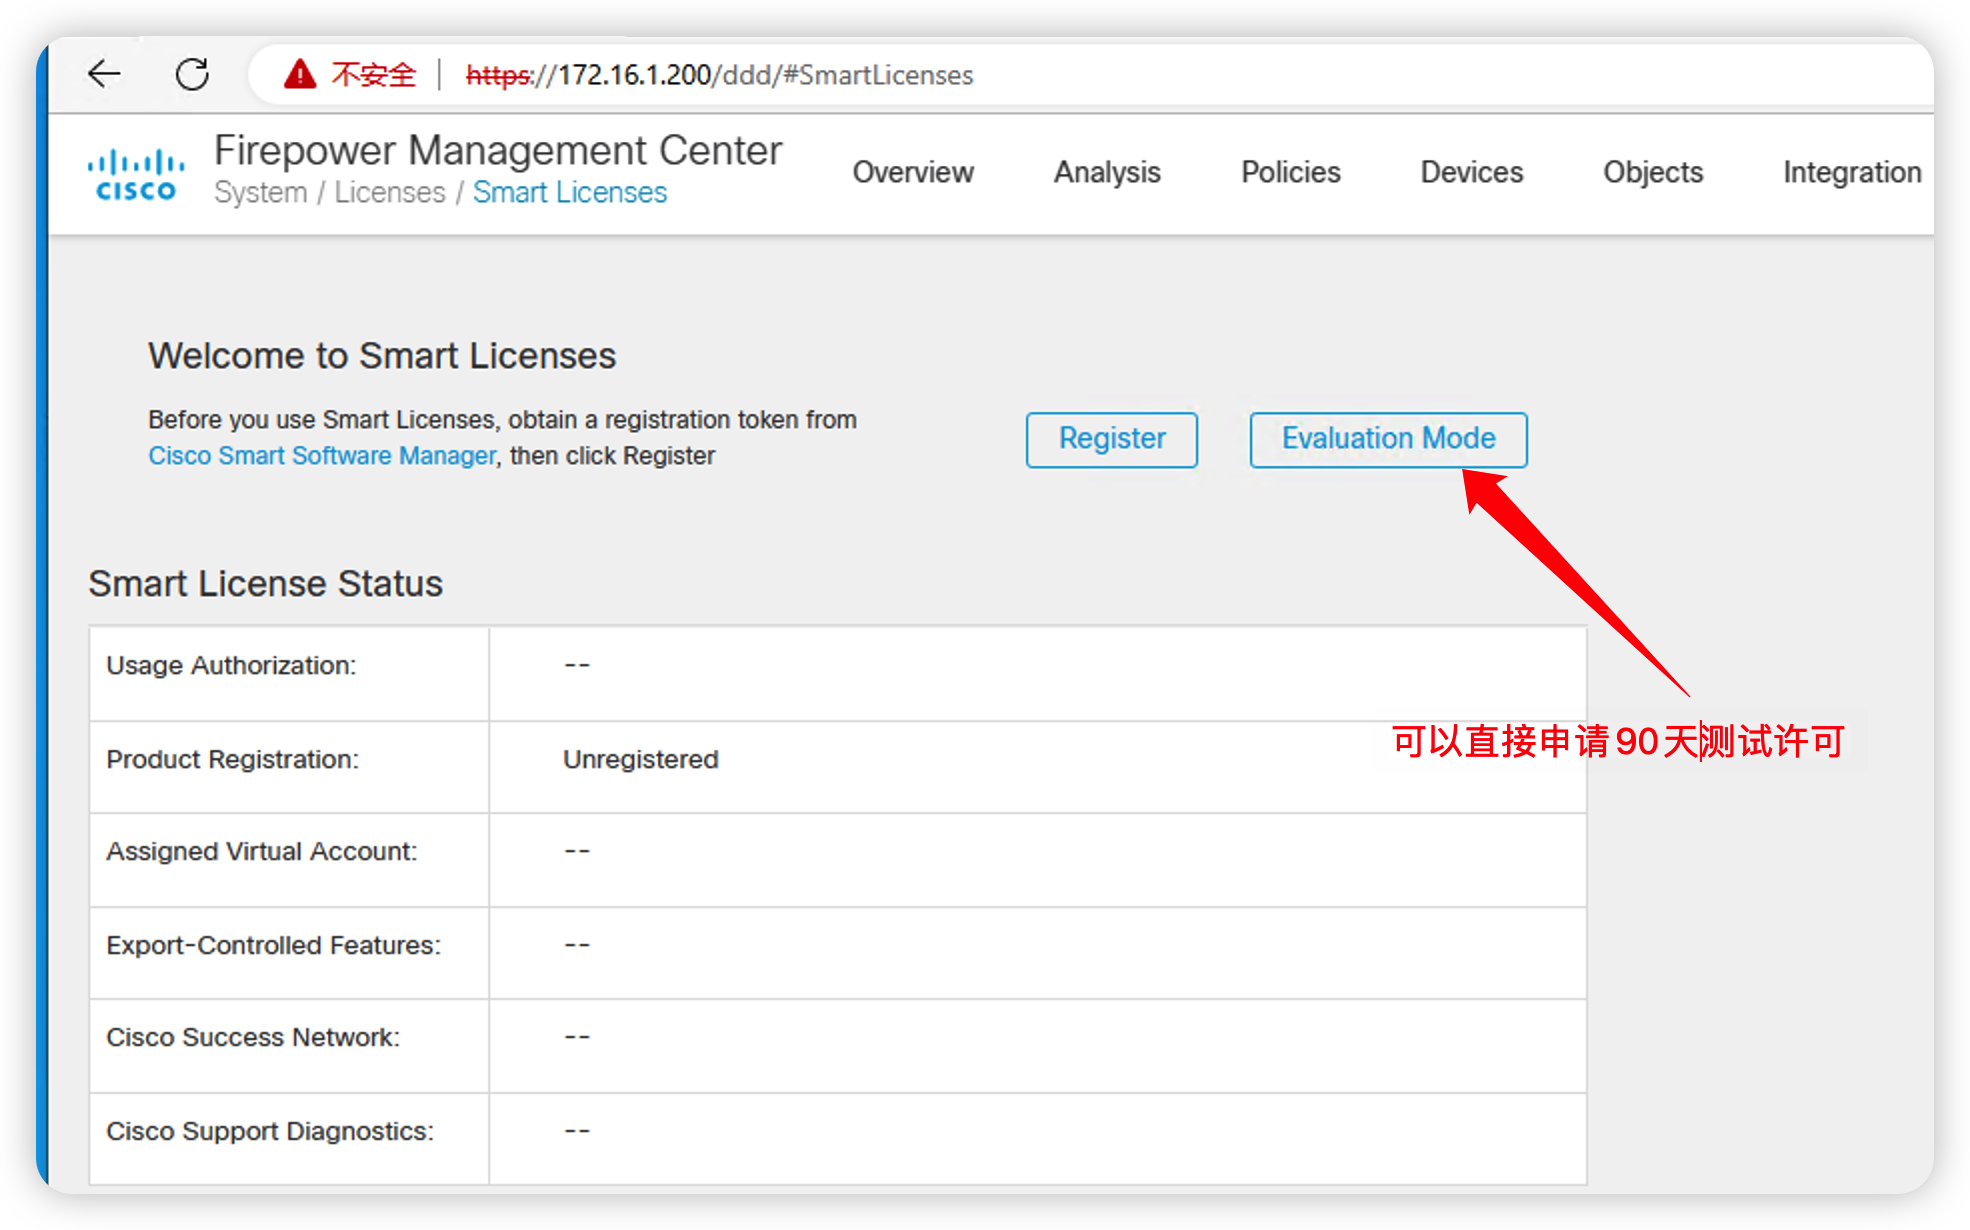 不安全 | https://172.16.1.200/ddd/#SmartLicenses
CISCO
Firepower Management Center
System / Licenses / Smart Licenses
Overview Analysis Policies Devices Objects Integration
Welcome to Smart Licenses
Before you use Smart Licenses, obtain a registration token from
Cisco Smart Software Manager, then click Register
Register
Evaluation Mode
Smart License Status
Usage Authorization: --
可以直接申请90天测试许可
Product Registration: Unregistered
Assigned Virtual Account: --
Export-Controlled Features: --
Cisco Success Network: --
Cisco Support Diagnostics: --